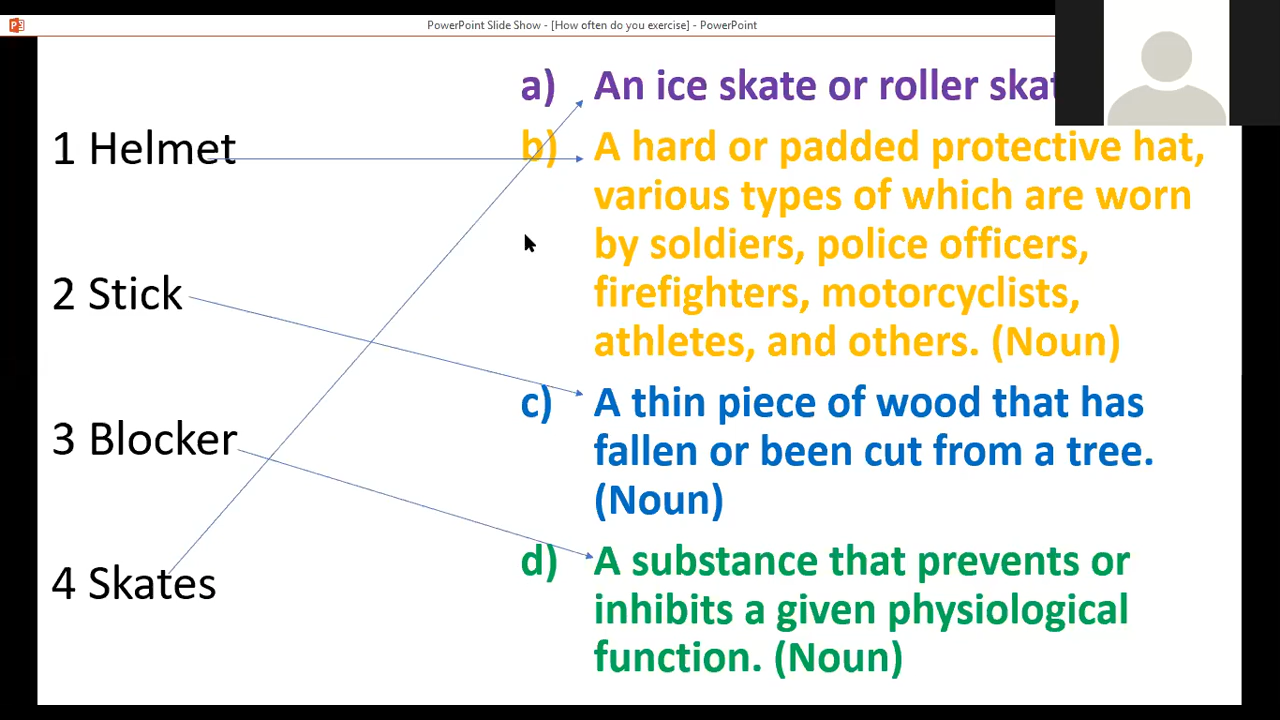 PowerPoint Slide Show - [How often do you exercise] - PowerPoint
1 Helmet
2 Stick
3 Blocker
4 Skates
a) An ice skate or roller
b) A hard or padded protective hat,
various types of which are worn
by soldiers, police officers,
firefighters, motorcyclists,
athletes, and others. (Noun)
c) A thin piece of wood that has
fallen or been cut from a tree.
(Noun)
d) A substance that prevents or
inhibits a given physiological
function. (Noun)